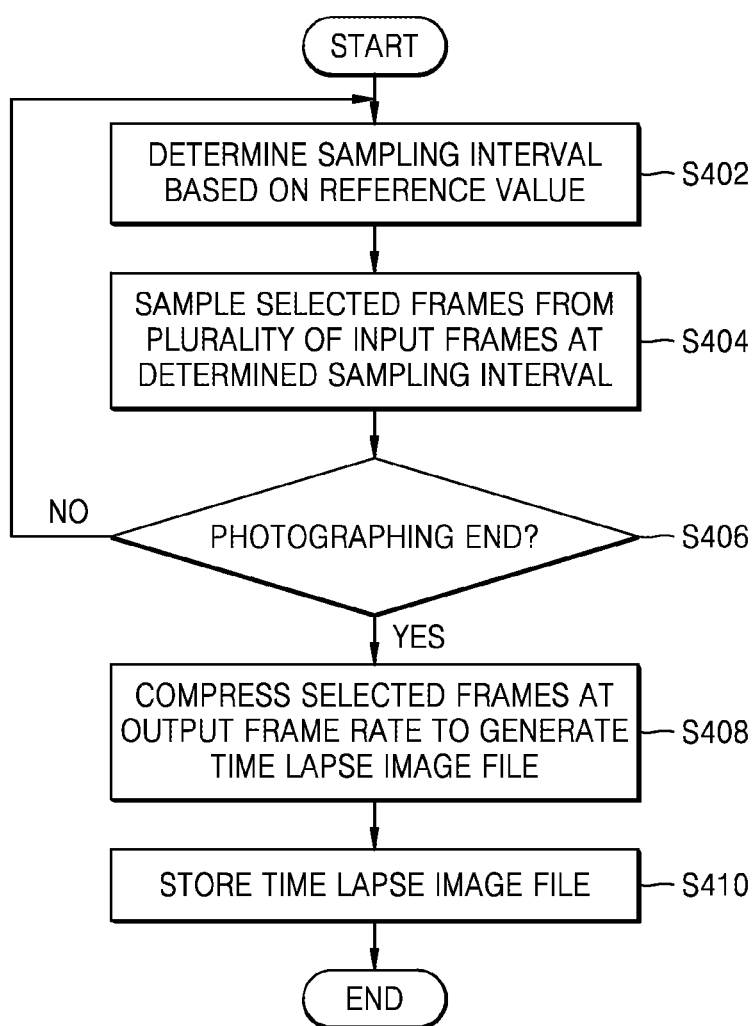 START
DETERMINE SAMPLING INTERVAL
BASED ON REFERENCE VALUE
S402
SAMPLE SELECTED FRAMES FROM
PLURALITY OF INPUT FRAMES AT
DETERMINED SAMPLING INTERVAL
S404
NO
PHOTOGRAPHING END?
S406
YES
COMPRESS SELECTED FRAMES AT
OUTPUT FRAME RATE TO GENERATE
TIME LAPSE IMAGE FILE
S408
STORE TIME LAPSE IMAGE FILE
S410
END